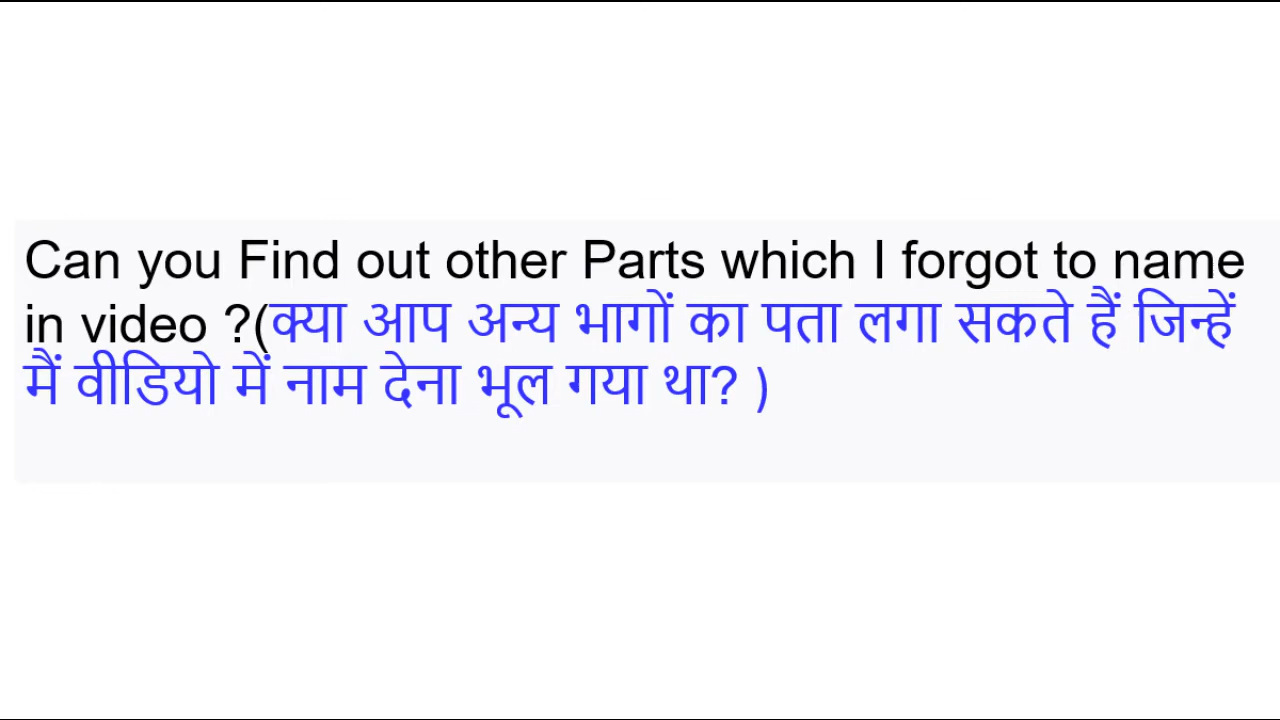 Can you Find out other Parts which I forgot to name
in video ?(क्या आप अन्य भागों का पता लगा सकते हैं जिन्हें
मैं वीडियो में नाम देना भूल गया था? )